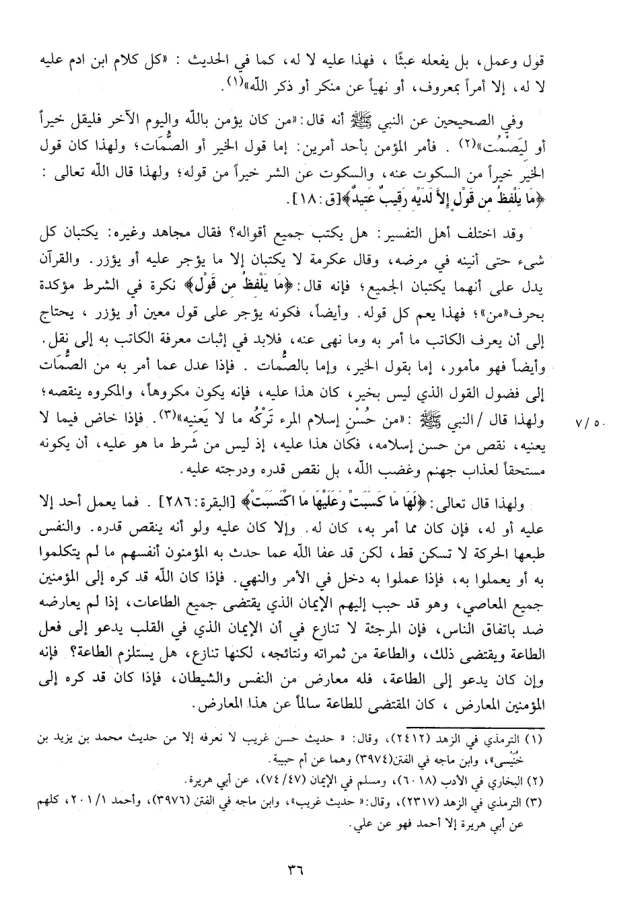 قول وعمل، بل يفعله عبثًا ، فهذا عليه لا له، كما في الحديث : «كل كلام ابن ادم عليه
لا له، إلا أمراً بمعروف، أو نهياً عن منكر أو ذكر الله»(١).
وفي الصحيحين عن النبي ﷺ أنه قال: «من كان يؤمن بالله واليوم الآخر فليقل خيراً
أو لِيَصْمُت»(٢) . فأمر المؤمن بأحد أمرين: إما قول الخير أو الصُّمَات؛ ولهذا كان قول
الخير خيراً من السكوت عنه، والسكوت عن الشر خيراً من قوله؛ ولهذا قال الله تعالى :
﴿مَا يَلْفِظُ مِن قَوْلٍ إِلاَّ لَدَيْهِ رَقِيبٌ عَتِيدٌ﴾[ق:١٨].
وقد اختلف أهل التفسير: هل يكتب جميع أقواله؟ فقال مجاهد وغيره: يكتبان كل
شىء حتى أنينه في مرضه، وقال عكرمة لا يكتبان إلا ما يؤجر عليه أو يؤزر. والقرآن
يدل على أنهما يكتبان الجميع؛ فإنه قال: ﴿مَا يَلْفِظُ مِن قَوْلٍ﴾ نكرة في الشرط مؤكدة
بحرف«من»؛ فهذا يعم كل قوله. وأيضاً، فكونه يؤجر على قول معين أو يؤزر ، يحتاج
إلى أن يعرف الكاتب ما أمر به وما نهى عنه، فلابد في إثبات معرفة الكاتب به إلى نقل.
وأيضاً فهو مأمور، إما بقول الخير، وإما بالصُّمات . فإذا عدل عما أمر به من الصُّمَات
إلى فضول القول الذي ليس بخير، كان هذا عليه، فإنه يكون مكروهاً، والمكروه ينقصه؛
ولهذا قال /النبي ﷺ : «من حُسْنِ إسلام المرء تَرْكُه ما لا يَعنِيه»(٣). فإذا خاض فيما لا
٧/٥٠
يعنيه، نقص من حسن إسلامه، فكان هذا عليه، إذ ليس من شرط ما هو عليه، أن يكونه
مستحقاً لعذاب جهنم وغضب الله، بل نقص قدره ودرجته عليه.
ولهذا قال تعالى: ﴿لَهَا مَا كَسَبَتْ وَعَلَيْهَا مَا اكْتَسَبَتْ﴾ [البقرة:٢٨٦] . فما يعمل أحد إلا
عليه أو له، فإن كان مما أمر به، كان له. وإلا كان عليه ولو أنه ينقص قدره. والنفس
طبعها الحركة لا تسكن قط، لكن قد عفا الله عما حدث به المؤمنون أنفسهم ما لم يتكلموا
به أو يعملوا به، فإذا عملوا به دخل في الأمر والنهي. فإذا كان الله قد كره إلى المؤمنين
جميع المعاصي، وهو قد حبب إليهم الإيمان الذي يقتضى جميع الطاعات، إذا لم يعارضه
ضد باتفاق الناس، فإن المرجئة لا تنازع في أن الإيمان الذي في القلب يدعو إلى فعل
الطاعة ويقتضى ذلك، والطاعة من ثمراته ونتائجه، لكنها تنازع، هل يستلزم الطاعة؟ فإنه
وإن كان يدعو إلى الطاعة، فله معارض من النفس والشيطان، فإذا كان قد كره إلى
المؤمنين المعارض ، كان المقتضى للطاعة سالماً عن هذا المعارض.
(١) الترمذي في الزهد (٢٤١٢)، وقال: « حديث حسن غريب لا نعرفه إلا من حديث محمد بن يزيد بن
خُنَيْسى»، وابن ماجه في الفتن(٣٩٧٤) وهما عن أم حبيبة.
(٢) البخاري في الأدب (٦٠١٨)، ومسلم في الإيمان (٧٤/٤٧)، عن أبي هريرة.
(٣) الترمذي في الزهد (٢٣١٧)، وقال:« حديث غريب»، وابن ماجه في الفتن (٣٩٧٦)، وأحمد ٢٠١/١، كلهم
عن أبي هريرة إلا أحمد فهو عن علي.
٣٦